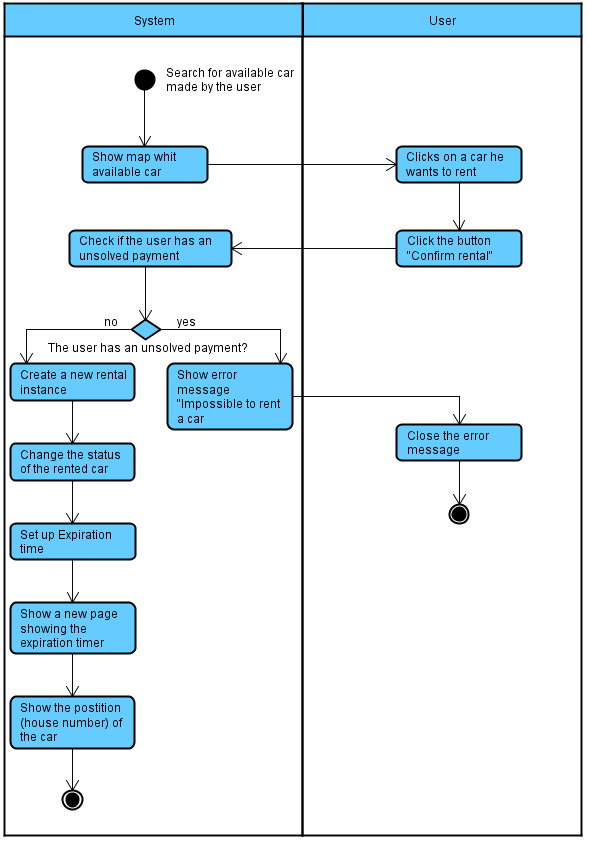 System
User
Search for available car
made by the user
Show map whit
available car
Clicks on a car he
wants to rent
Check if the user has an
unsolved payment
Click the button
"Confirm rental"
no
yes
The user has an unsolved payment?
Create a new rental
instance
Show error
message
"Impossible to rent
a car
Change the status
of the rented car
Close the error
message
Set up Expiration
time
Show a new page
showing the
expiration timer
Show the postition
(house number) of
the car